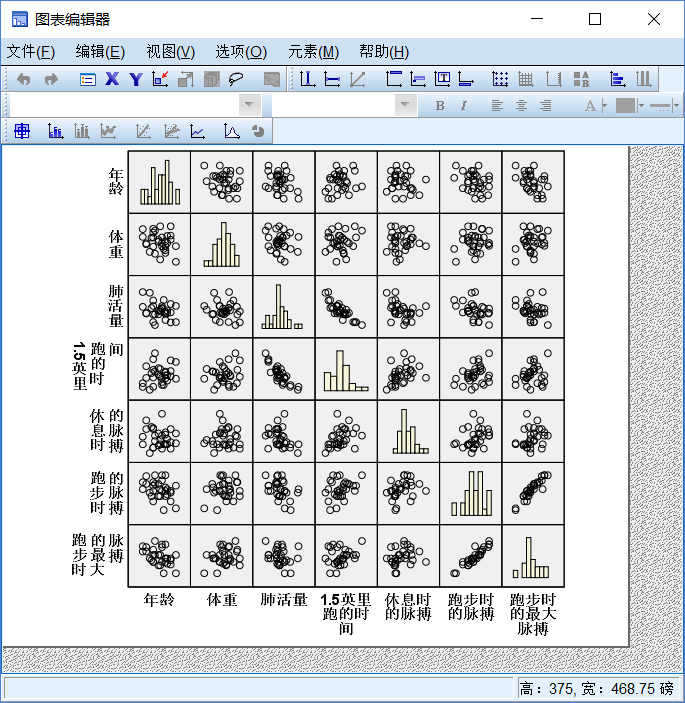 图表编辑器
文件(F) 编辑(E) 视图(V) 选项(O) 元素(M) 帮助(H)
X Y
B I A
年龄
体重
肺活量
1.5英里
跑的时
间
休息时
的脉搏
跑步时
的脉搏
跑步时
的最大
脉搏
年龄 体重 肺活量 1.5英里 休息时 跑步时 跑步时
跑的时 的脉搏 的脉搏 的最大
间 脉搏
高：375, 宽：468.75 磅